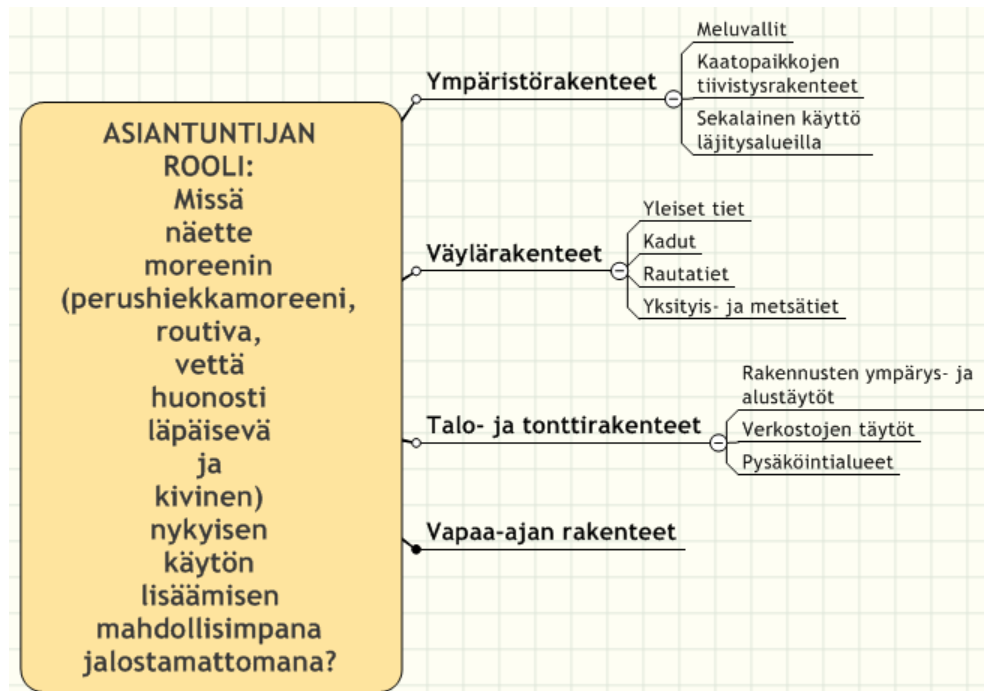 ASIANTUNTIJAN
ROOLI:
Missä
näette
moreenin
(perushiekkamoreeni,
routiva,
vettä
huonosti
läpäisevä
ja
kivinen)
nykyisen
käytön
lisäämisen
mahdollisimpana
jalostamattomana?
Ympäristörakenteet
Meluvallit
Kaatopaikkojen
tiivistysrakenteet
Sekalainen käyttö
läjitysalueilla
Väylärakenteet
Yleiset tiet
Kadut
Rautatiet
Yksityis- ja metsätiet
Talo- ja tonttirakenteet
Rakennusten ympärys- ja
alustäytöt
Verkostojen täytöt
Pysäköintialueet
Vapaa-ajan rakenteet